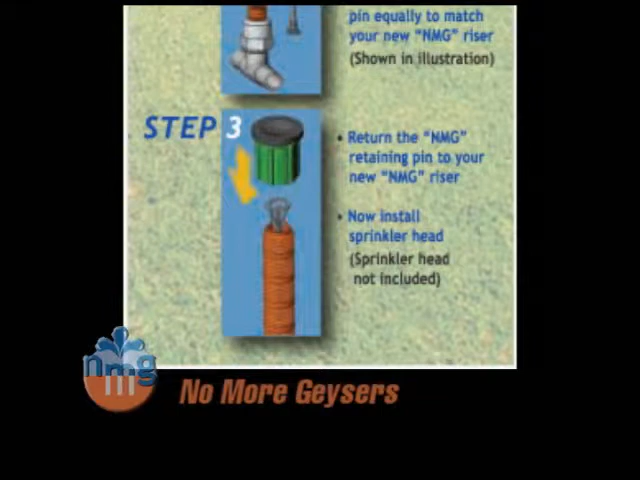 pin equally to match
your new “NMG” riser
(Shown in illustration)
STEP 3
• Return the “NMG”
retaining pin to your
new “NMG” riser
• Now install
sprinkler head
(Sprinkler head
not included)
nmg
No More Geysers